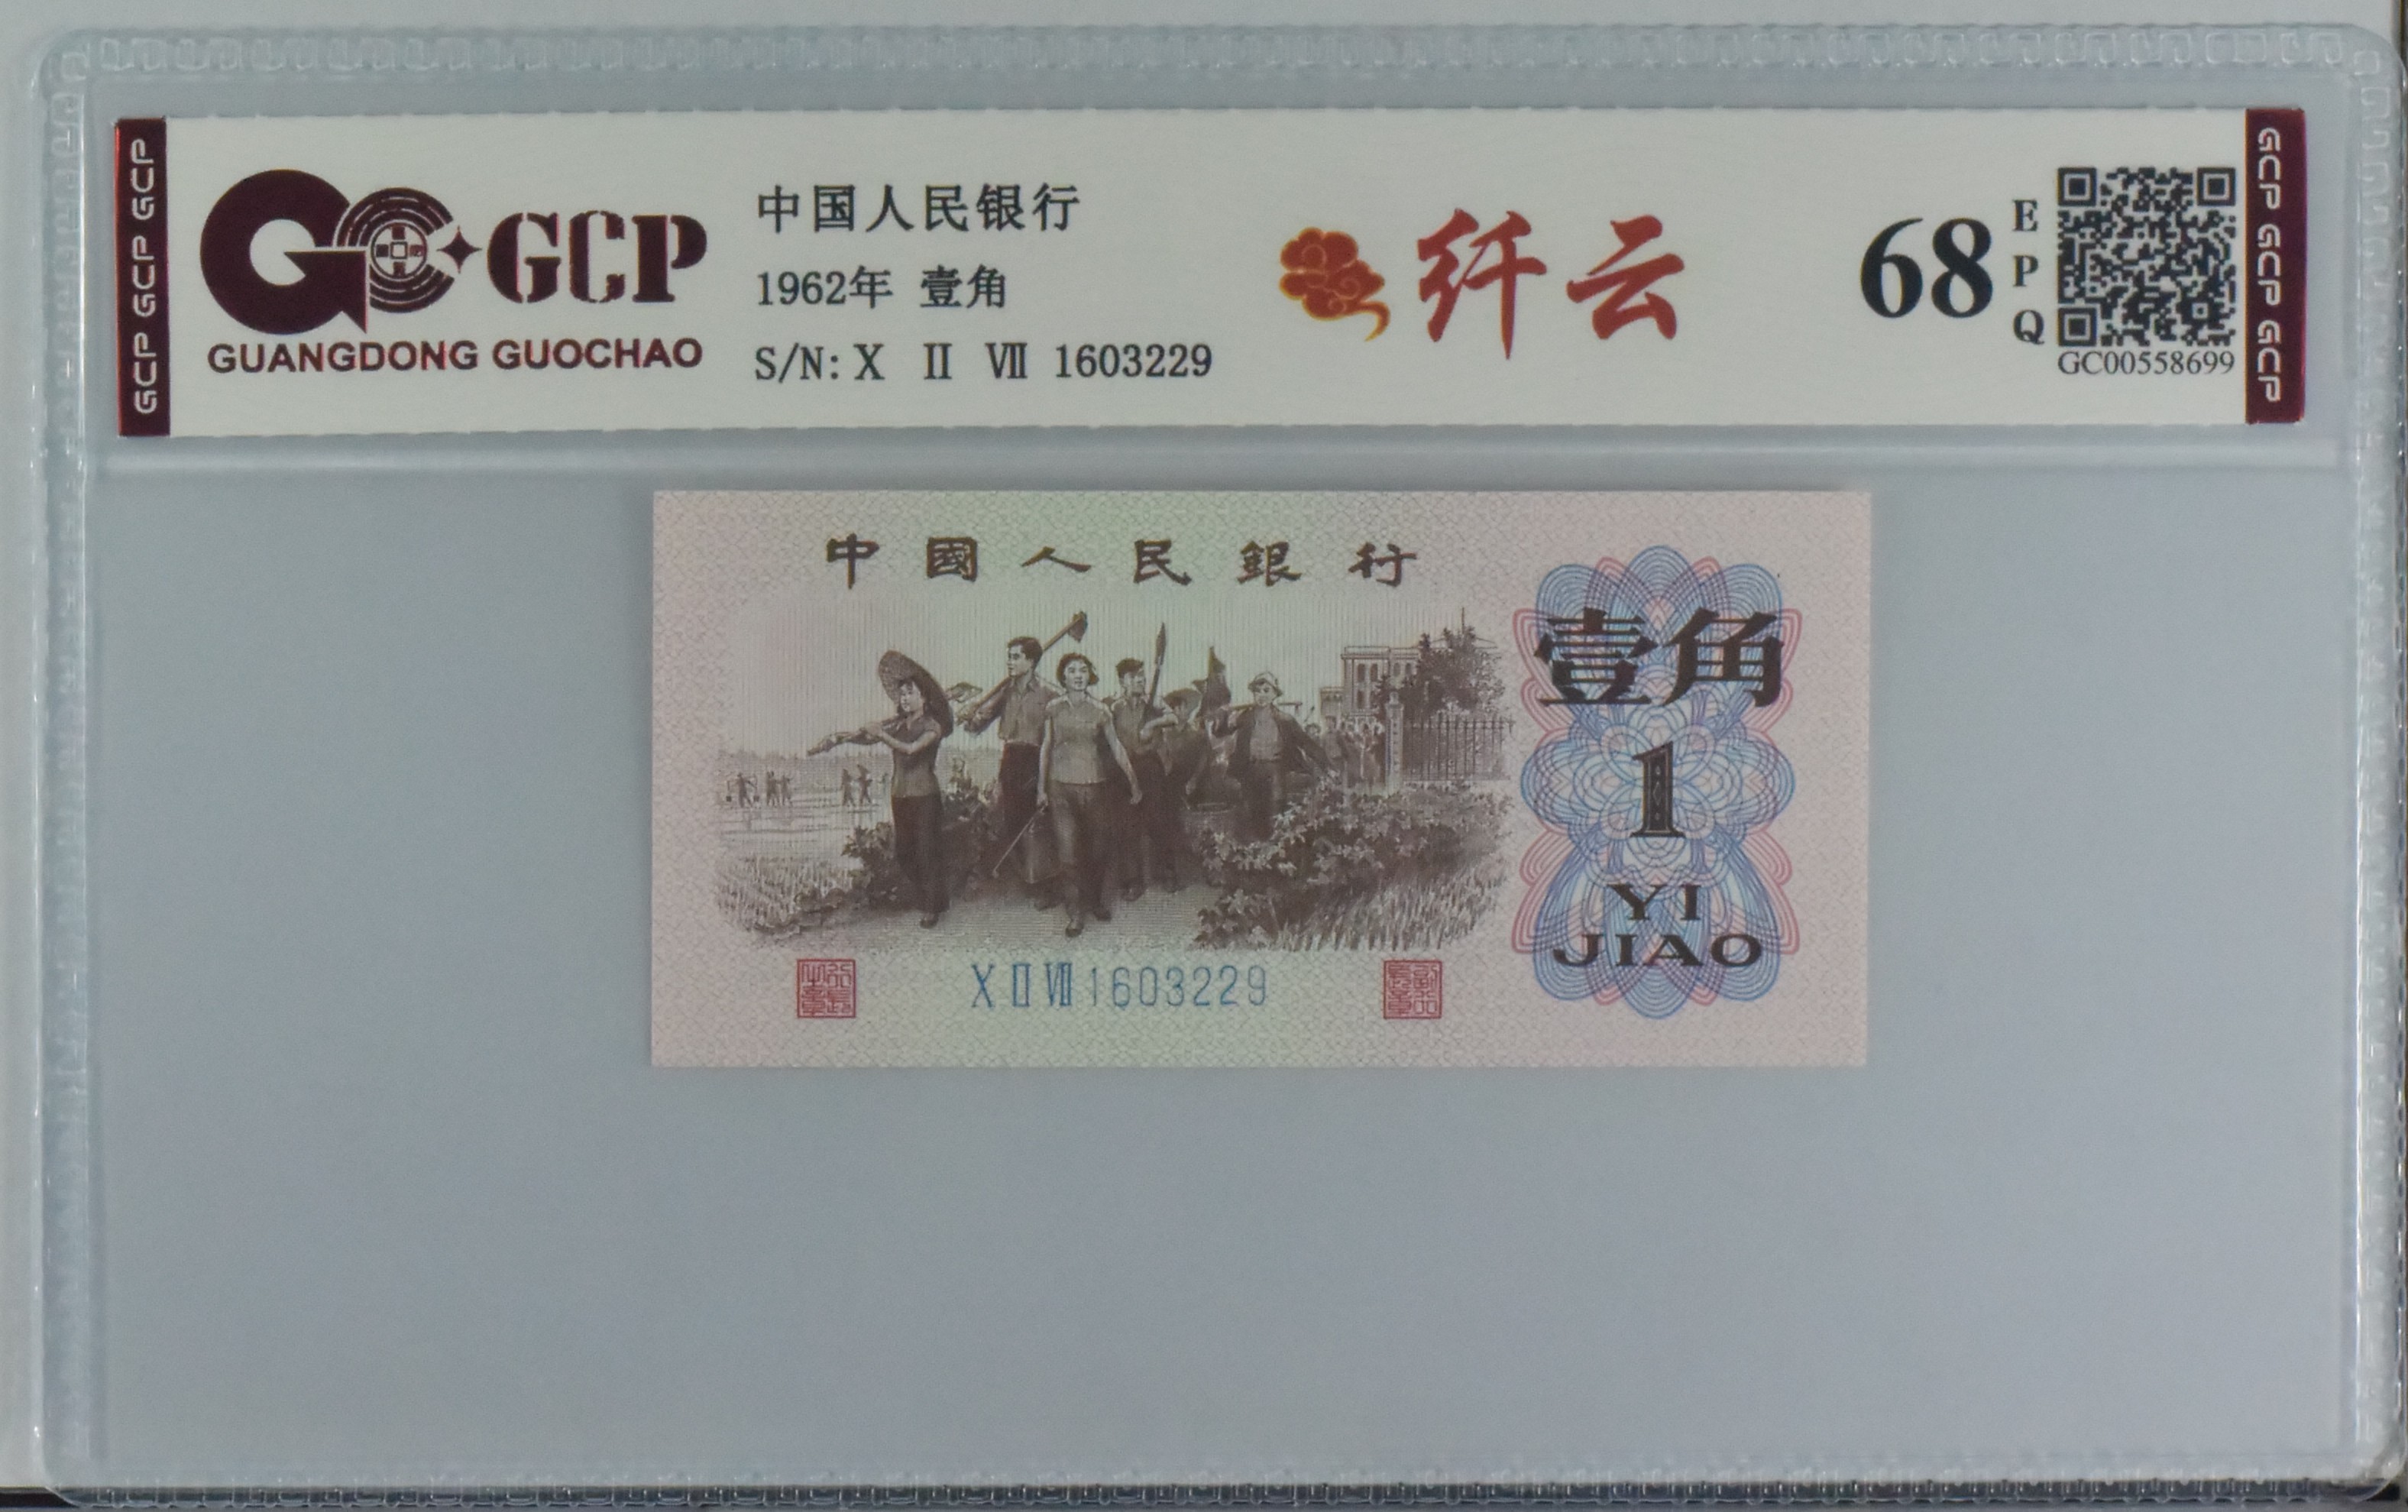 GCP GCP GCP
GCP
GUANGDONG GUOCHAO
中国人民银行
1962年 壹角
S/N: X Ⅱ Ⅶ 1603229
纤云
68
E
P
Q
GC00558699
GCP GCP GCP
中國人民銀行
壹角
1
YI
JIAO
X Ⅱ Ⅶ 1603229